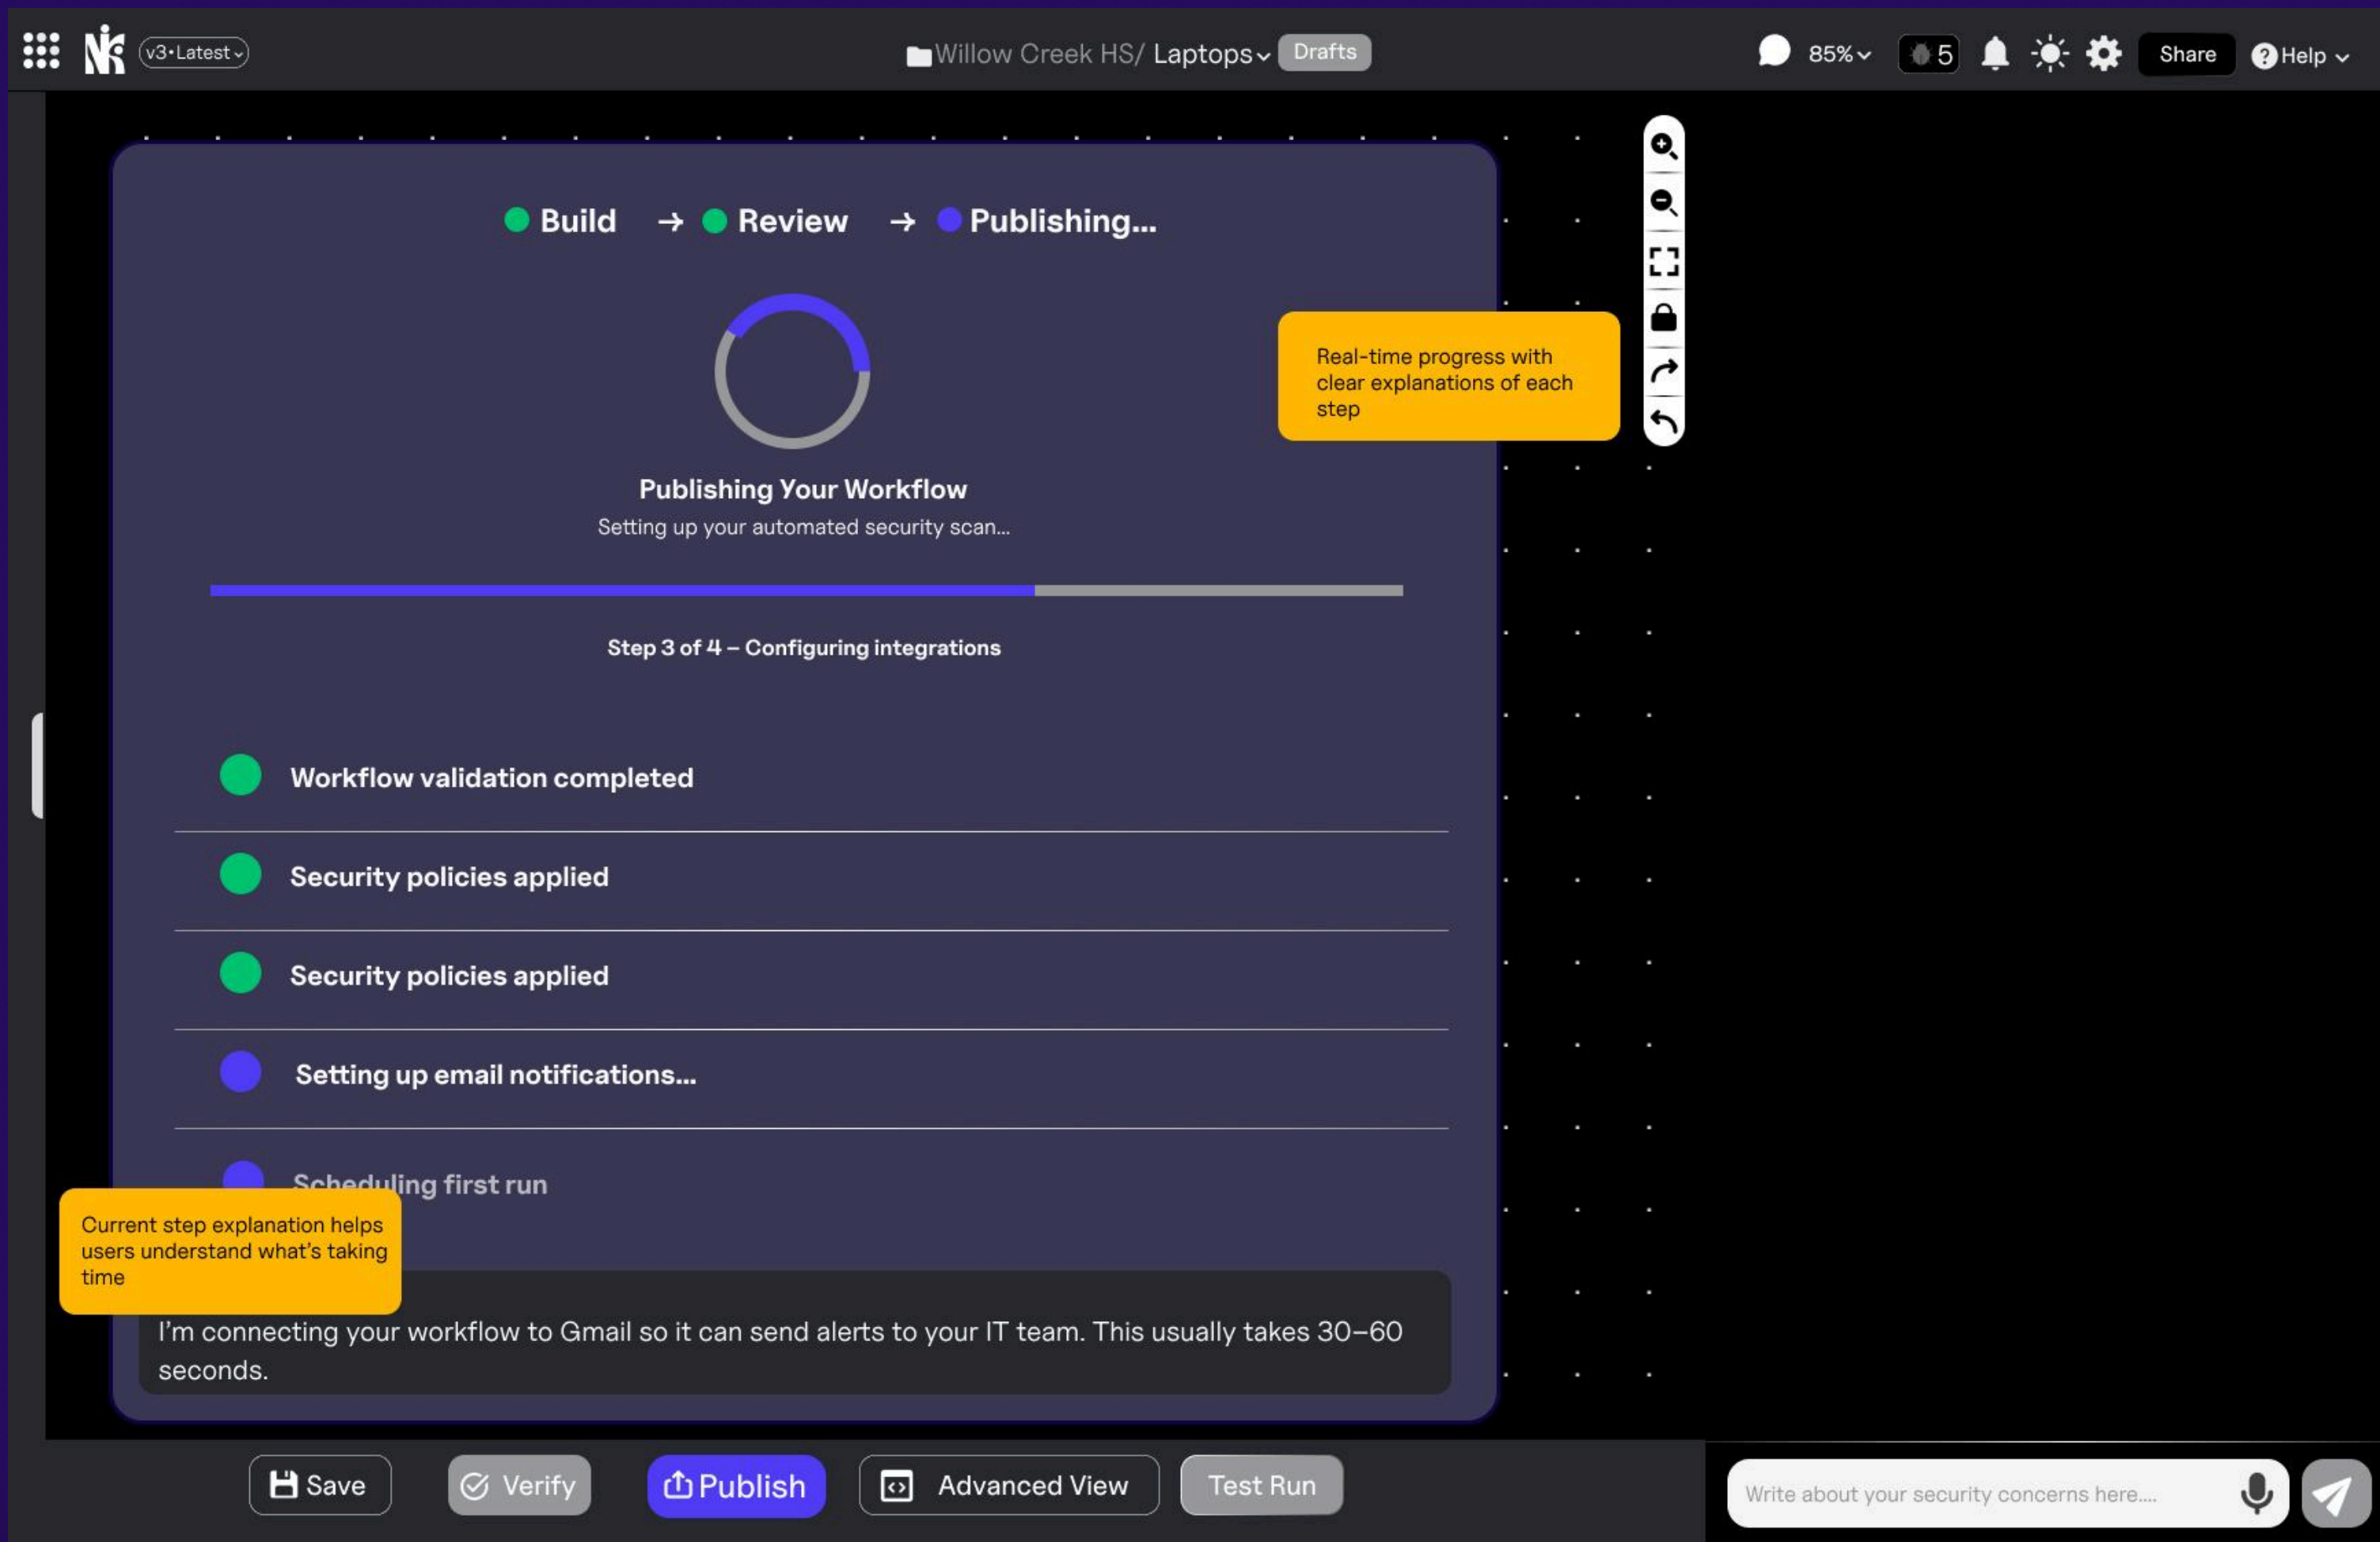 NK v3•Latest
Willow Creek HS/ Laptops Drafts
85% 5 Share ? Help
Build → Review → Publishing...
Real-time progress with
clear explanations of each
step
Publishing Your Workflow
Setting up your automated security scan...
Step 3 of 4 – Configuring integrations
Workflow validation completed
Security policies applied
Security policies applied
Setting up email notifications...
Scheduling first run
Current step explanation helps
users understand what's taking
time
I'm connecting your workflow to Gmail so it can send alerts to your IT team. This usually takes 30–60
seconds.
Save Verify Publish Advanced View Test Run
Write about your security concerns here....